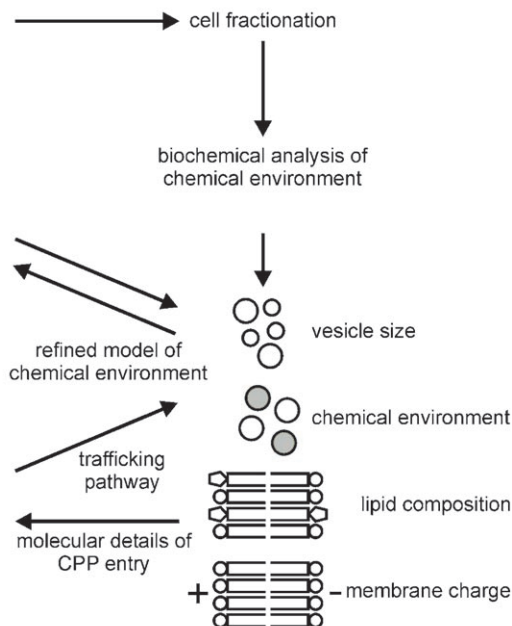 cell fractionation
biochemical analysis of
chemical environment
vesicle size
refined model of
chemical environment
chemical environment
trafficking
pathway
lipid composition
molecular details of
CPP entry
+
– membrane charge